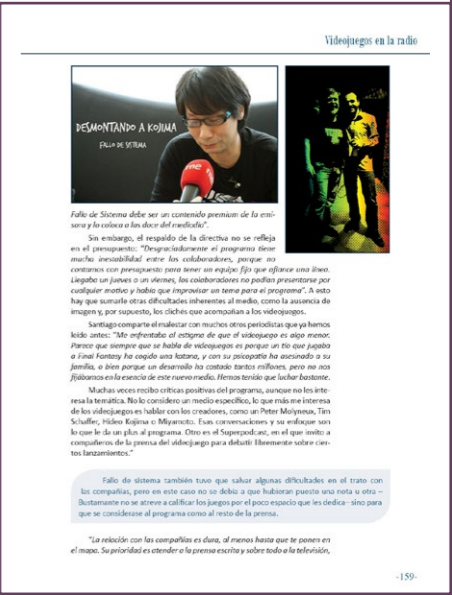 Videojuegos en la radio
DESMONTANDO A KOJIMA
FALLO DE SISTEMA
rne
Fallo de Sistema debe ser un contenido premium de la emi-
sora y lo coloca a las doce del mediodía".
Sin embargo, el respaldo de la directiva no se refleja
en el presupuesto: "Desgraciadamente el programa tiene
mucha inestabilidad entre los colaboradores, porque no
contamos con presupuesto para tener un equipo fijo que afiance una línea.
Llegaba un jueves o un viernes, los colaboradores no podían presentarse por
cualquier motivo y había que improvisar un tema para el programa". A esto
hay que sumarle otras dificultades inherentes al medio, como la ausencia de
imagen y, por supuesto, los clichés que acompañan a los videojuegos.
Santiago comparte el malestar con muchos otros periodistas que ya hemos
leído antes: "Me enfrentaba al estigma de que el videojuego es algo menor.
Parece que siempre que se habla de videojuegos es porque un tío que jugaba
a Final Fantasy ha cogido una katana, y con su psicopatía ha asesinado a su
familia, o bien porque un desarrollo ha costado tantos millones, pero no nos
fijábamos en la esencia de este nuevo medio. Hemos tenido que luchar bastante.
Muchas veces recibo críticas positivas del programa, aunque no les inte-
resa la temática. No lo considero un medio específico, lo que más me interesa
de los videojuegos es hablar con los creadores, como un Peter Molyneux, Tim
Schaffer, Hideo Kojima o Miyamoto. Esas conversaciones y su enfoque son
lo que le da un plus al programa. Otro es el Superpodcast, en el que invito a
compañeros de la prensa del videojuego para debatir libremente sobre cier-
tos lanzamientos."
Fallo de sistema también tuvo que salvar algunas dificultades en el trato con
las compañías, pero en este caso no se debía a que hubieran puesto una nota u otra –
Bustamante no se atreve a calificar los juegos por el poco espacio que les dedica– sino para
que se considerase al programa como al resto de la prensa.
"La relación con las compañías es dura, al menos hasta que te ponen en
el mapa. Su prioridad es atender a la prensa escrita y sobre todo a la televisión,
-159-